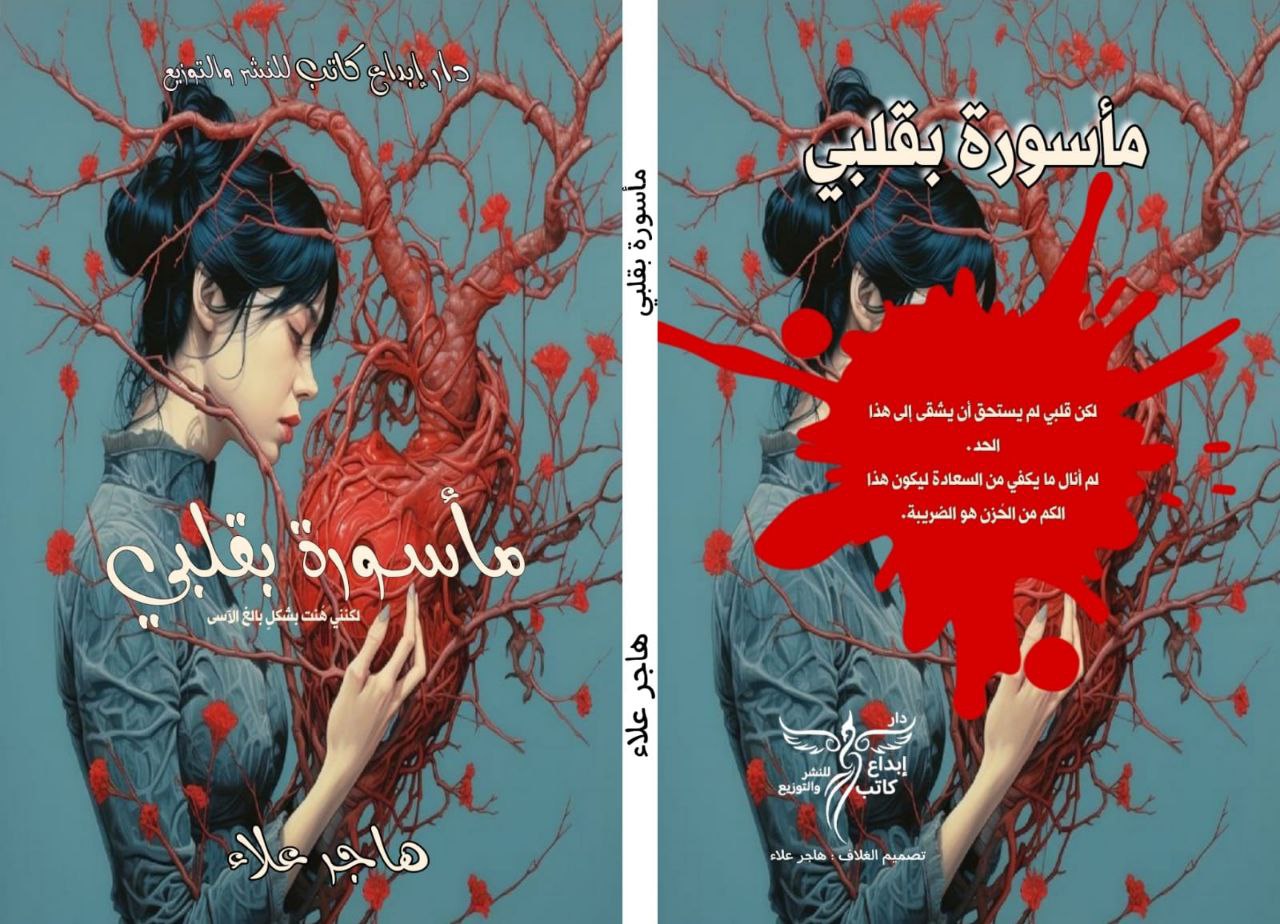 دار إبداع كاتب للنشر والتوزيع
مأسورة بقلبي
لكنني هُنت بشكلٍ بالغ الآسى
هاجر علاء
مأسورة بقلبي
هاجر علاء
مأسورة بقلبي
لكن قلبي لم يستحق أن يشقى إلى هذا
الحد.
لم أنال ما يكفي من السعادة ليكون هذا
الكم من الحُزن هو الضريبة.
دار
إبداع
كاتب
للنشر
والتوزيع
تصميم الغلاف : هاجر علاء